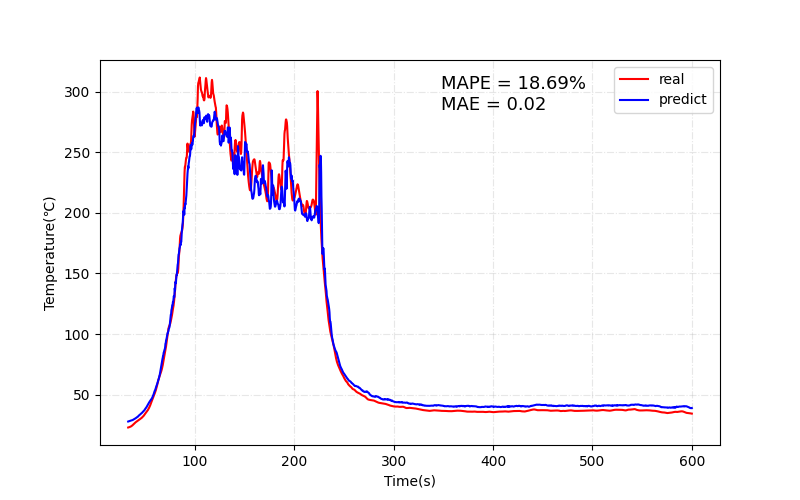 MAPE = 18.69%
MAE = 0.02
real
predict
Temperature(℃)
300
250
200
150
100
50
100
200
300
400
500
600
Time(s)